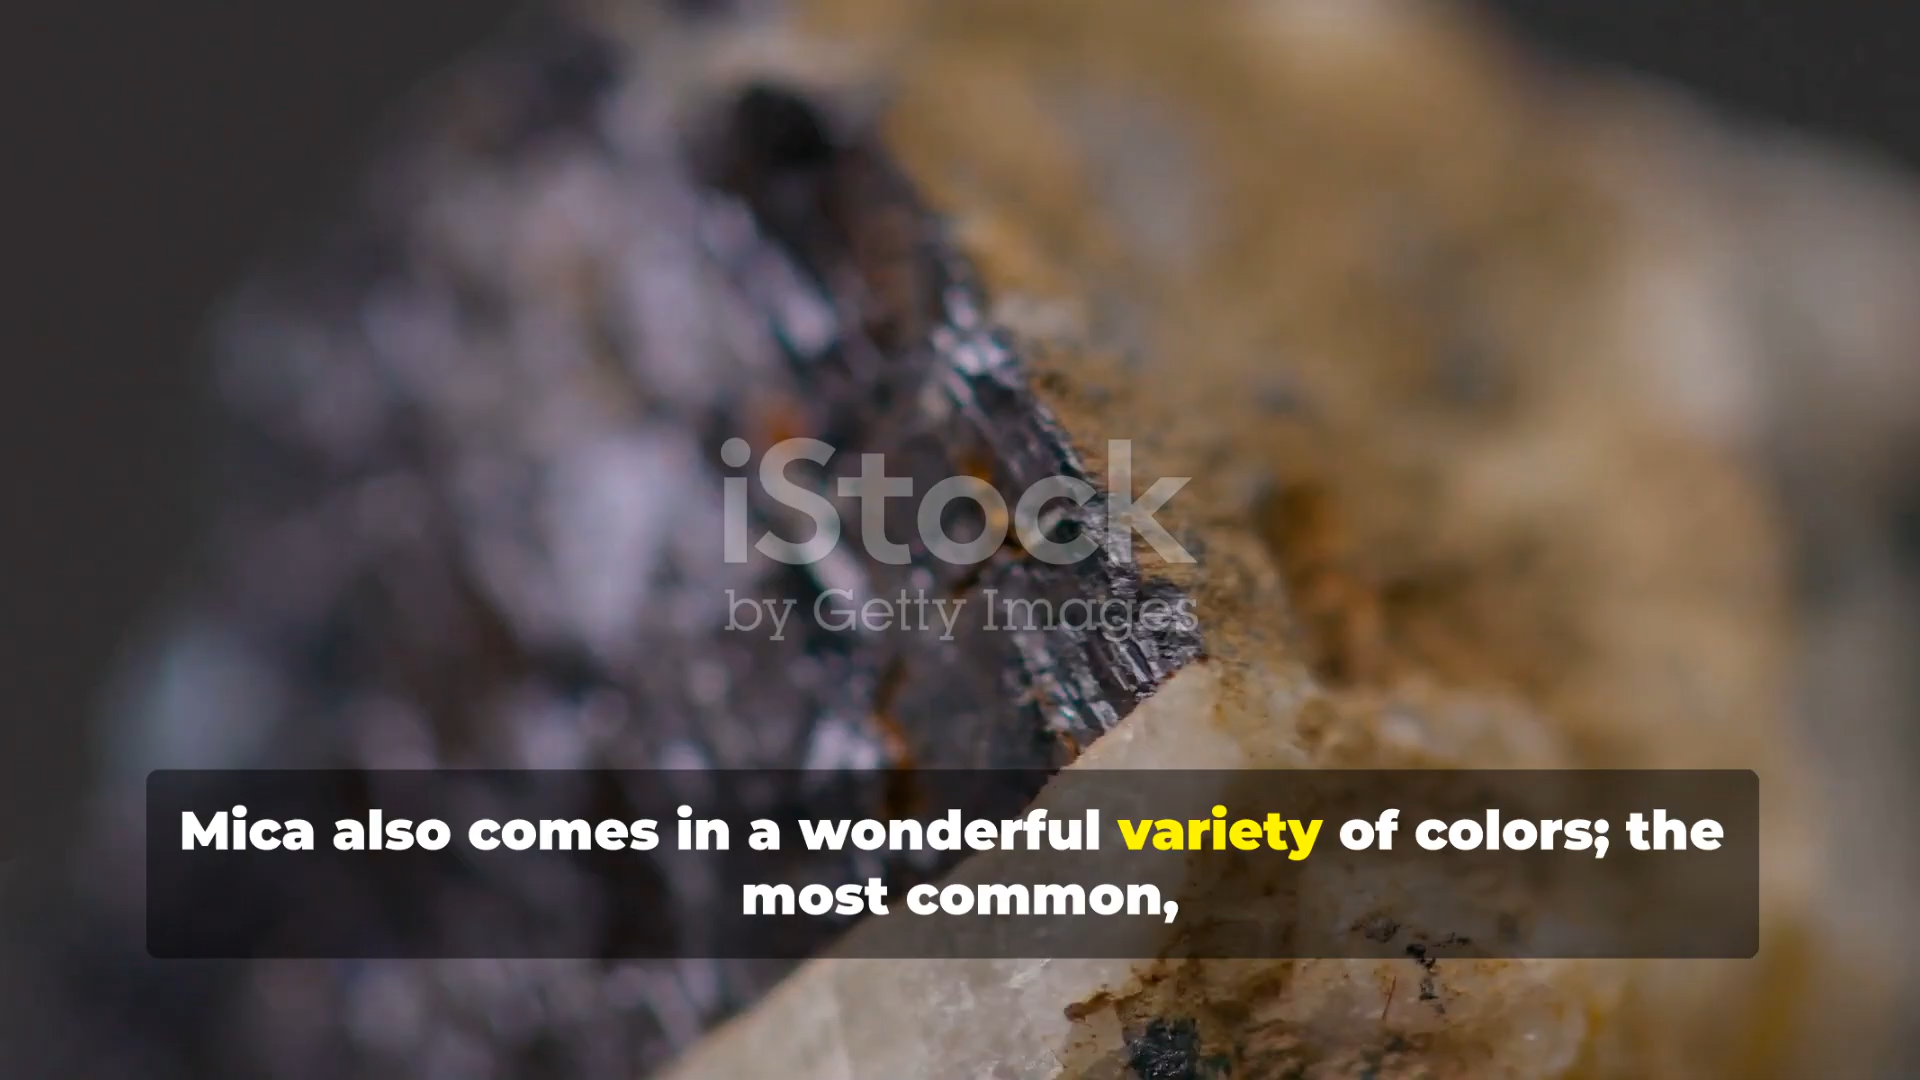 iStock
by Getty Images
Mica also comes in a wonderful variety of colors; the
most common,